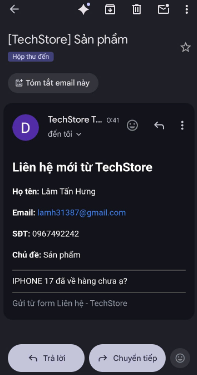 [TechStore] Sản phẩm
Hộp thư đến
Tóm tắt email này
D
TechStore T... 0:41
đến tôi
Liên hệ mới từ TechStore
Họ tên: Lâm Tấn Hưng
Email: lamh31387@gmail.com
SĐT: 0967492242
Chủ đề: Sản phẩm
IPHONE 17 đã về hàng chưa ạ?
Gửi từ form Liên hệ - TechStore
Trả lời
Chuyển tiếp